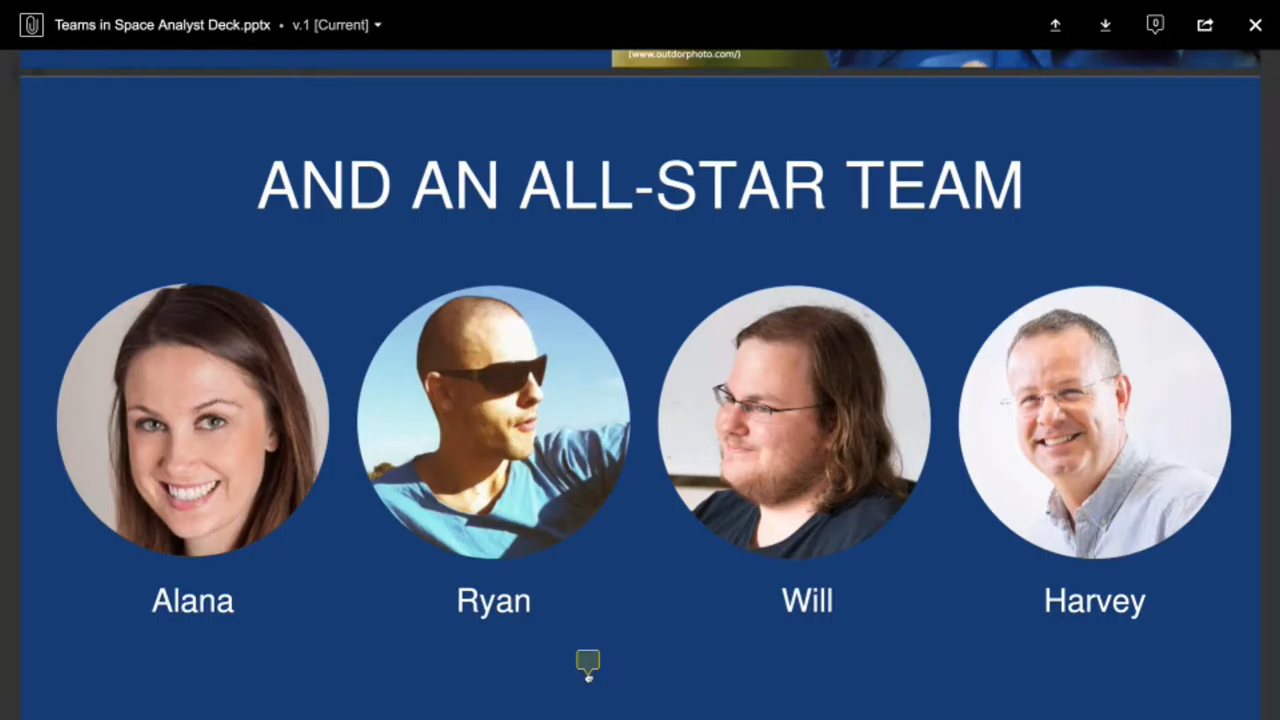 Teams in Space Analyst Deck.pptx • v.1 [Current]
0
(www.outdorphoto.com/)
AND AN ALL-STAR TEAM
Alana Ryan Will Harvey